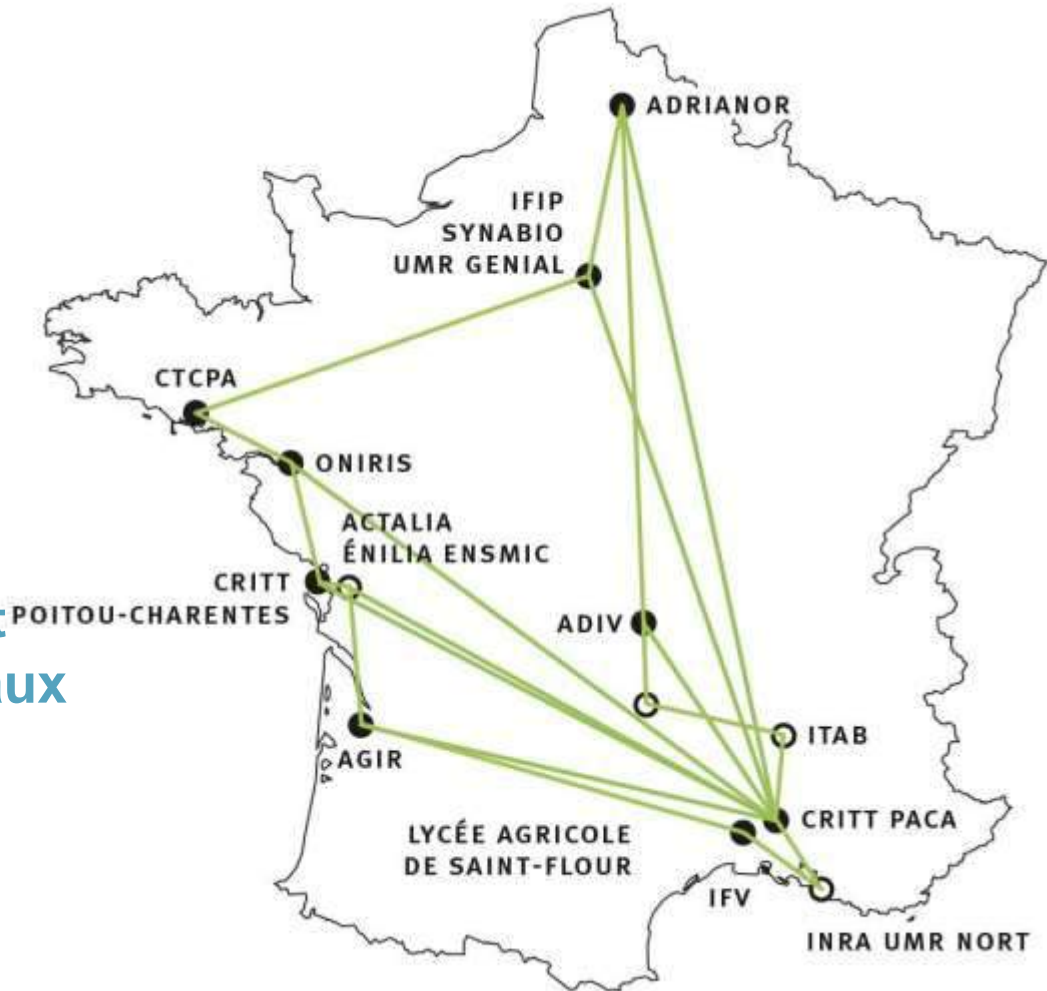 ADRIANOR
IFIP
SYNABIO
UMR GENIAL
CTCPA
ONIRIS
ACTALIA
ÉNILIA ENSMIC
CRITT
POITOU-CHARENTES
t
aux
ADIV
ITAB
AGIR
CRITT PACA
LYCÉE AGRICOLE
DE SAINT-FLOUR
IFV
INRA UMR NORT